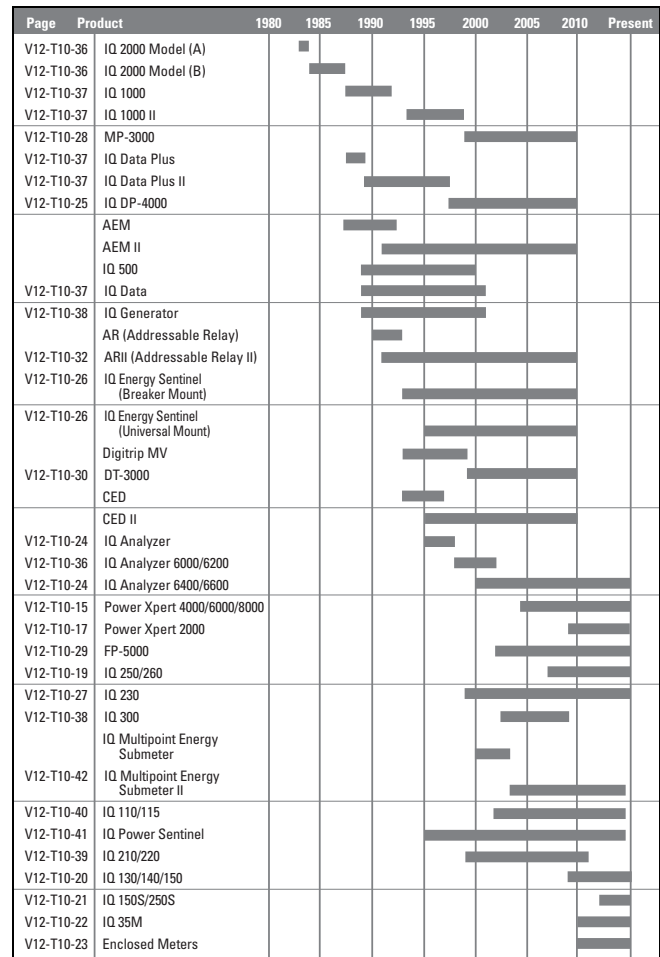 Page Product 1980 1985 1990 1995 2000 2005 2010 Present
V12-T10-36 IQ 2000 Model (A)
V12-T10-36 IQ 2000 Model (B)
V12-T10-37 IQ 1000
V12-T10-37 IQ 1000 II
V12-T10-28 MP-3000
V12-T10-37 IQ Data Plus
V12-T10-37 IQ Data Plus II
V12-T10-25 IQ DP-4000
AEM
AEM II
IQ 500
V12-T10-37 IQ Data
V12-T10-38 IQ Generator
AR (Addressable Relay)
V12-T10-32 ARII (Addressable Relay II)
V12-T10-26 IQ Energy Sentinel
(Breaker Mount)
V12-T10-26 IQ Energy Sentinel
(Universal Mount)
Digitrip MV
V12-T10-30 DT-3000
CED
CED II
V12-T10-24 IQ Analyzer
V12-T10-36 IQ Analyzer 6000/6200
V12-T10-24 IQ Analyzer 6400/6600
V12-T10-15 Power Xpert 4000/6000/8000
V12-T10-17 Power Xpert 2000
V12-T10-29 FP-5000
V12-T10-19 IQ 250/260
V12-T10-27 IQ 230
V12-T10-38 IQ 300
IQ Multipoint Energy
Submeter
V12-T10-42 IQ Multipoint Energy
Submeter II
V12-T10-40 IQ 110/115
V12-T10-41 IQ Power Sentinel
V12-T10-39 IQ 210/220
V12-T10-20 IQ 130/140/150
V12-T10-21 IQ 150S/250S
V12-T10-22 IQ 35M
V12-T10-23 Enclosed Meters